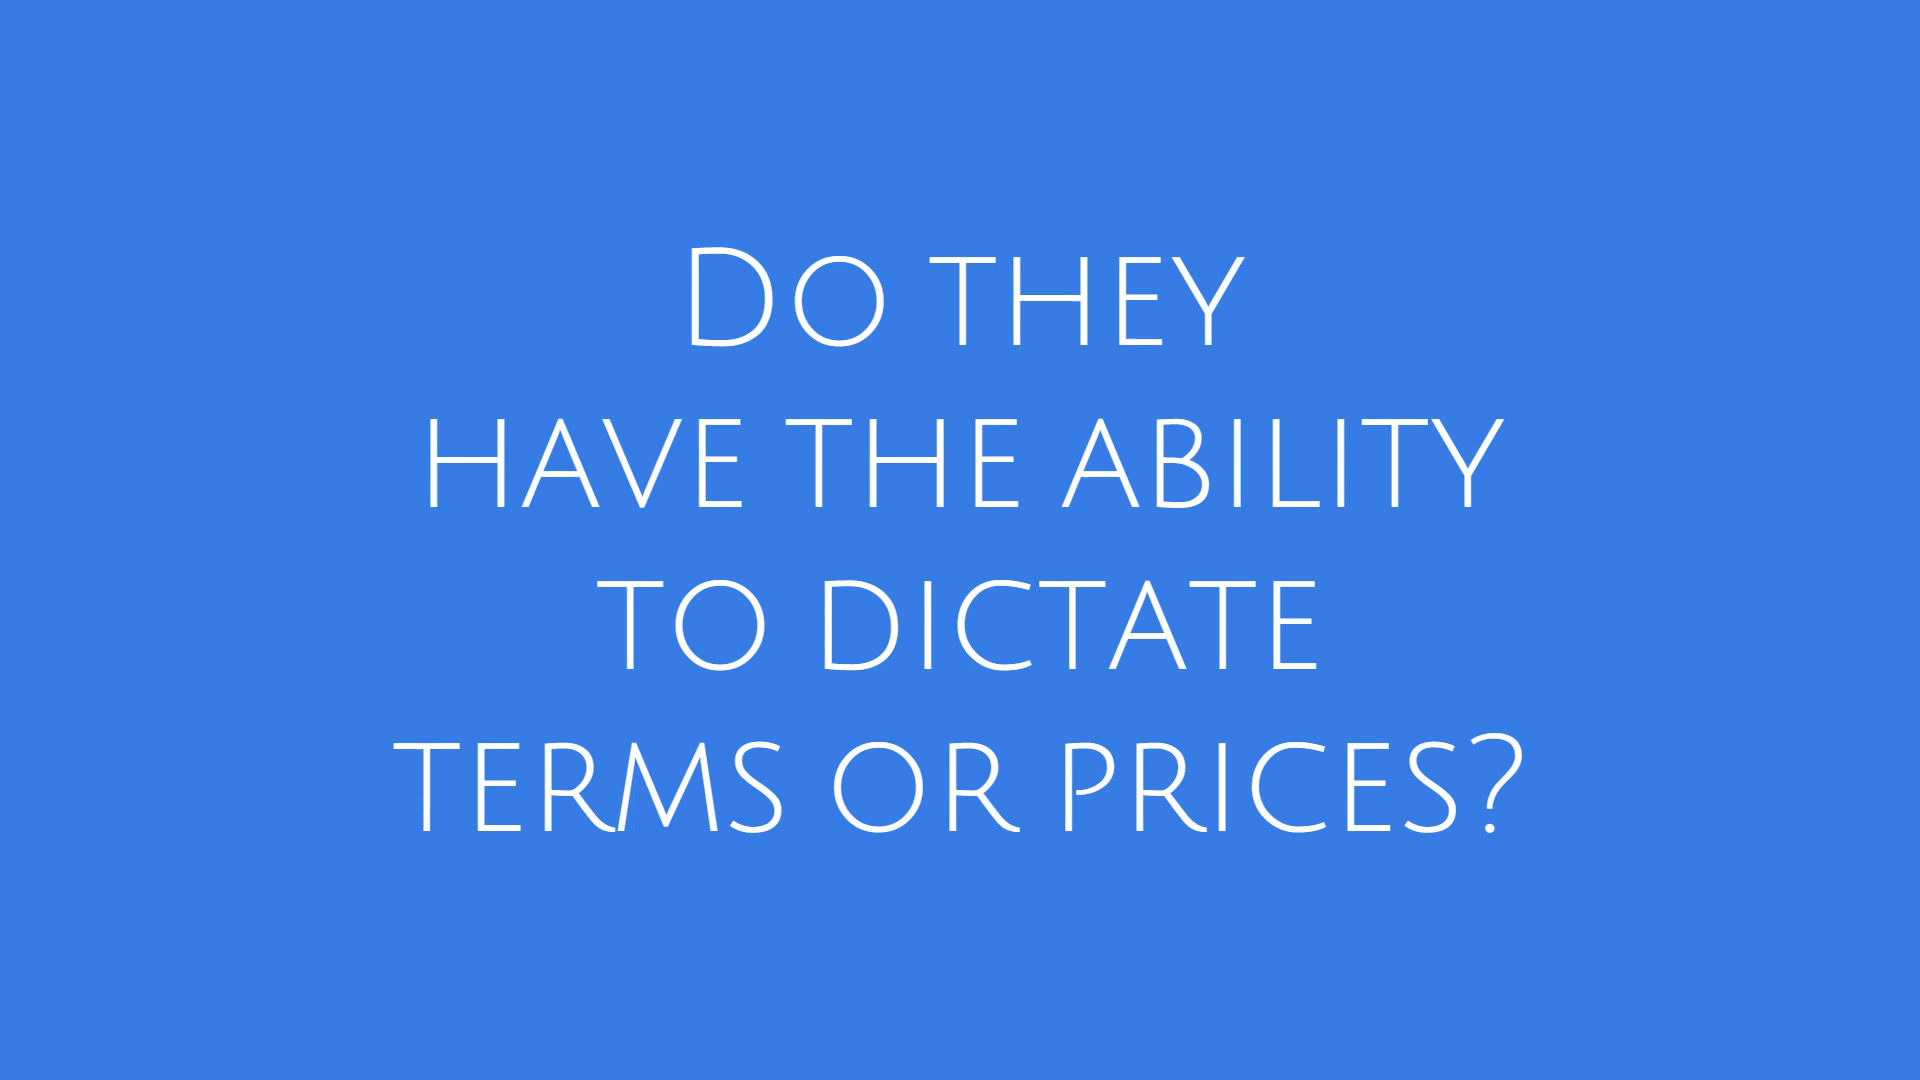 Do they
have the ability
to dictate
terms or prices?